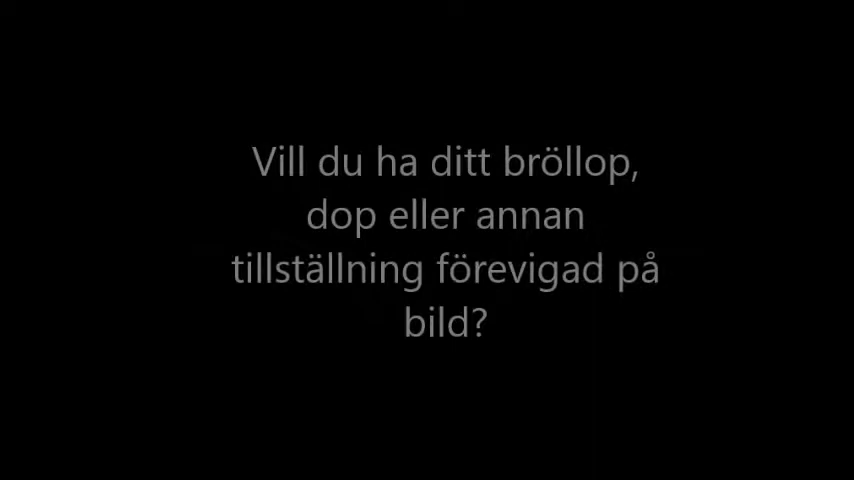 Vill du ha ditt bröllop,
dop eller annan
tillställning förevigad på
bild?